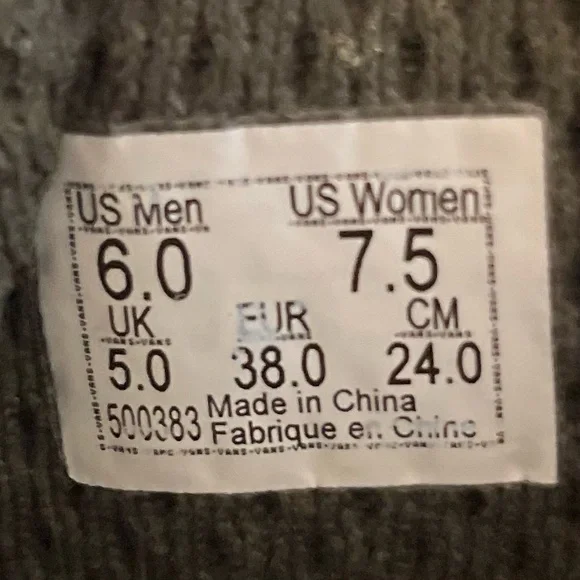 US Men US Women
6.0 7.5
UK EUR CM
5.0 38.0 24.0
500383 Made in China
Fabrique en Chine